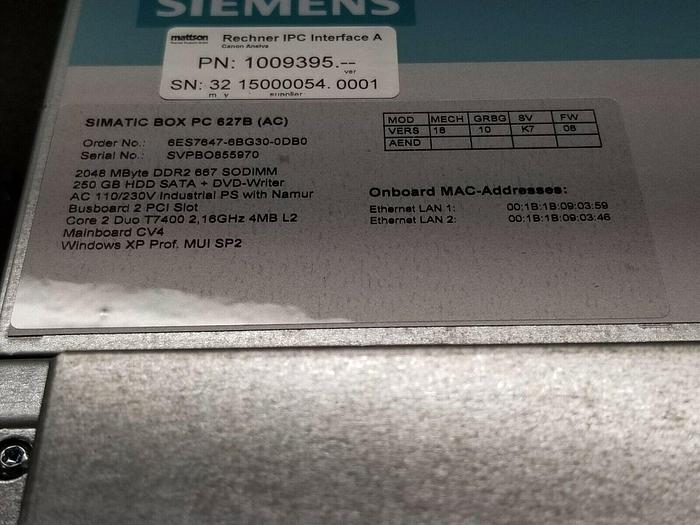 SIEMENS
mattson Rechner IPC Interface A
Canon Anelva
PN: 1009395.--
ver
SN: 32 15000054. 0001
m y supplier
SIMATIC BOX PC 627B (AC)
Order No.: 6ES7647-6BG30-0DB0
Serial No.: SVPBO855970
2048 MByte DDR2 667 SODIMM
250 GB HDD SATA + DVD-Writer
AC 110/230V Industrial PS with Namur
Busboard 2 PCI Slot
Core 2 Duo T7400 2,16GHz 4MB L2
Mainboard CV4
Windows XP Prof. MUI SP2
MOD MECH GRBG SV FW
VERS 18 10 K7 08
AEND
Onboard MAC-Addresses:
Ethernet LAN 1: 00:1B:1B:09:03:59
Ethernet LAN 2: 00:1B:1B:09:03:46